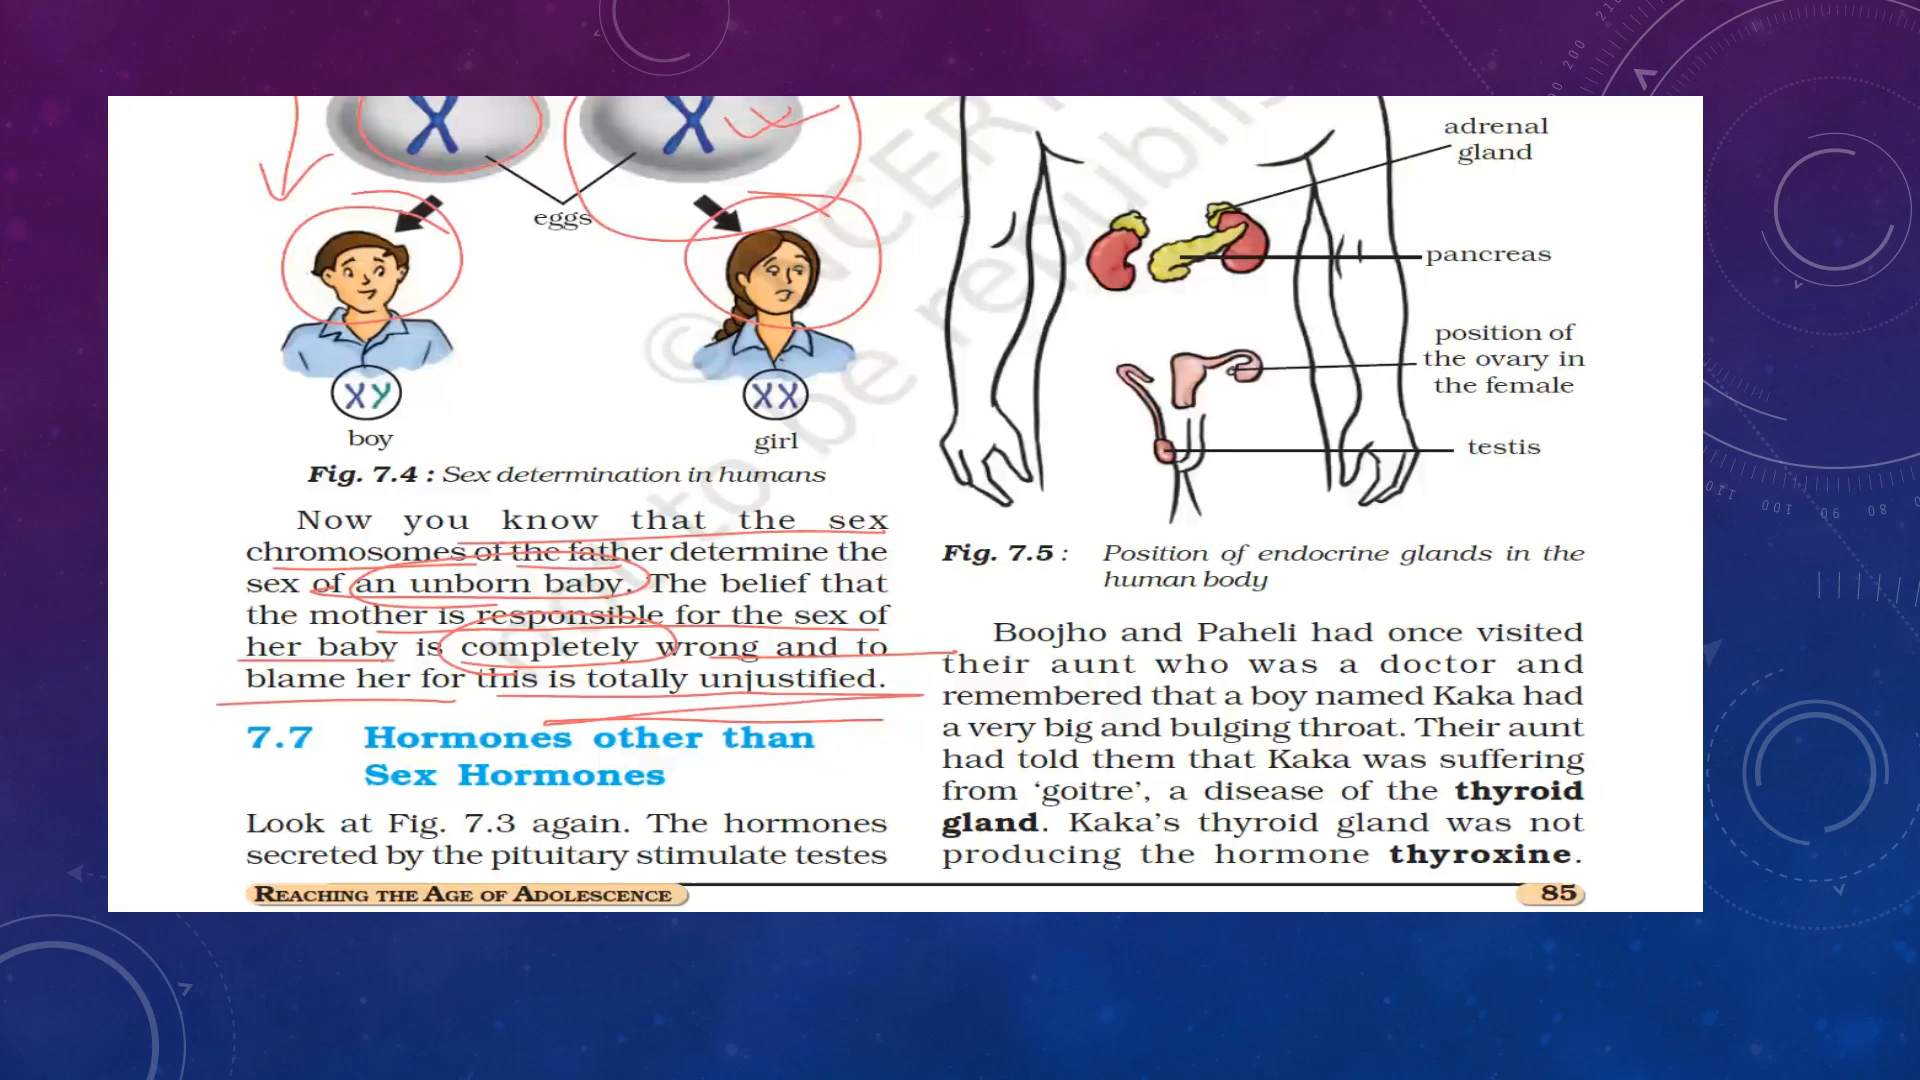 X X
eggs
XY XX
boy girl
Fig. 7.4 : Sex determination in humans
Now you know that the sex
chromosomes of the father determine the
sex of an unborn baby. The belief that
the mother is responsible for the sex of
her baby is completely wrong and to
blame her for this is totally unjustified.
7.7 Hormones other than
Sex Hormones
Look at Fig. 7.3 again. The hormones
secreted by the pituitary stimulate testes
adrenal
gland
pancreas
position of
the ovary in
the female
testis
Fig. 7.5 : Position of endocrine glands in the
human body
Boojho and Paheli had once visited
their aunt who was a doctor and
remembered that a boy named Kaka had
a very big and bulging throat. Their aunt
had told them that Kaka was suffering
from ‘goitre’, a disease of the thyroid
gland. Kaka’s thyroid gland was not
producing the hormone thyroxine.
REACHING THE AGE OF ADOLESCENCE 85
210
200
110
100 90 80